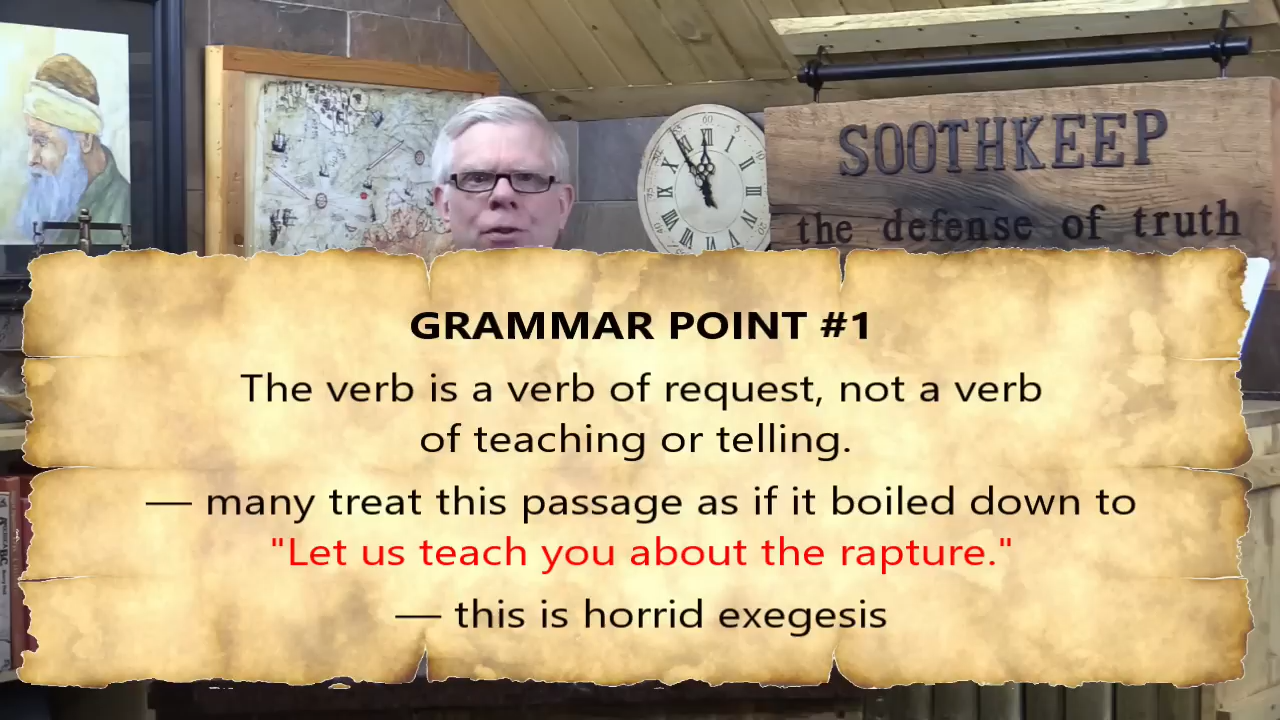 SOOTHKEEP
the defense of truth
GRAMMAR POINT #1
The verb is a verb of request, not a verb
of teaching or telling.
— many treat this passage as if it boiled down to
"Let us teach you about the rapture."
— this is horrid exegesis